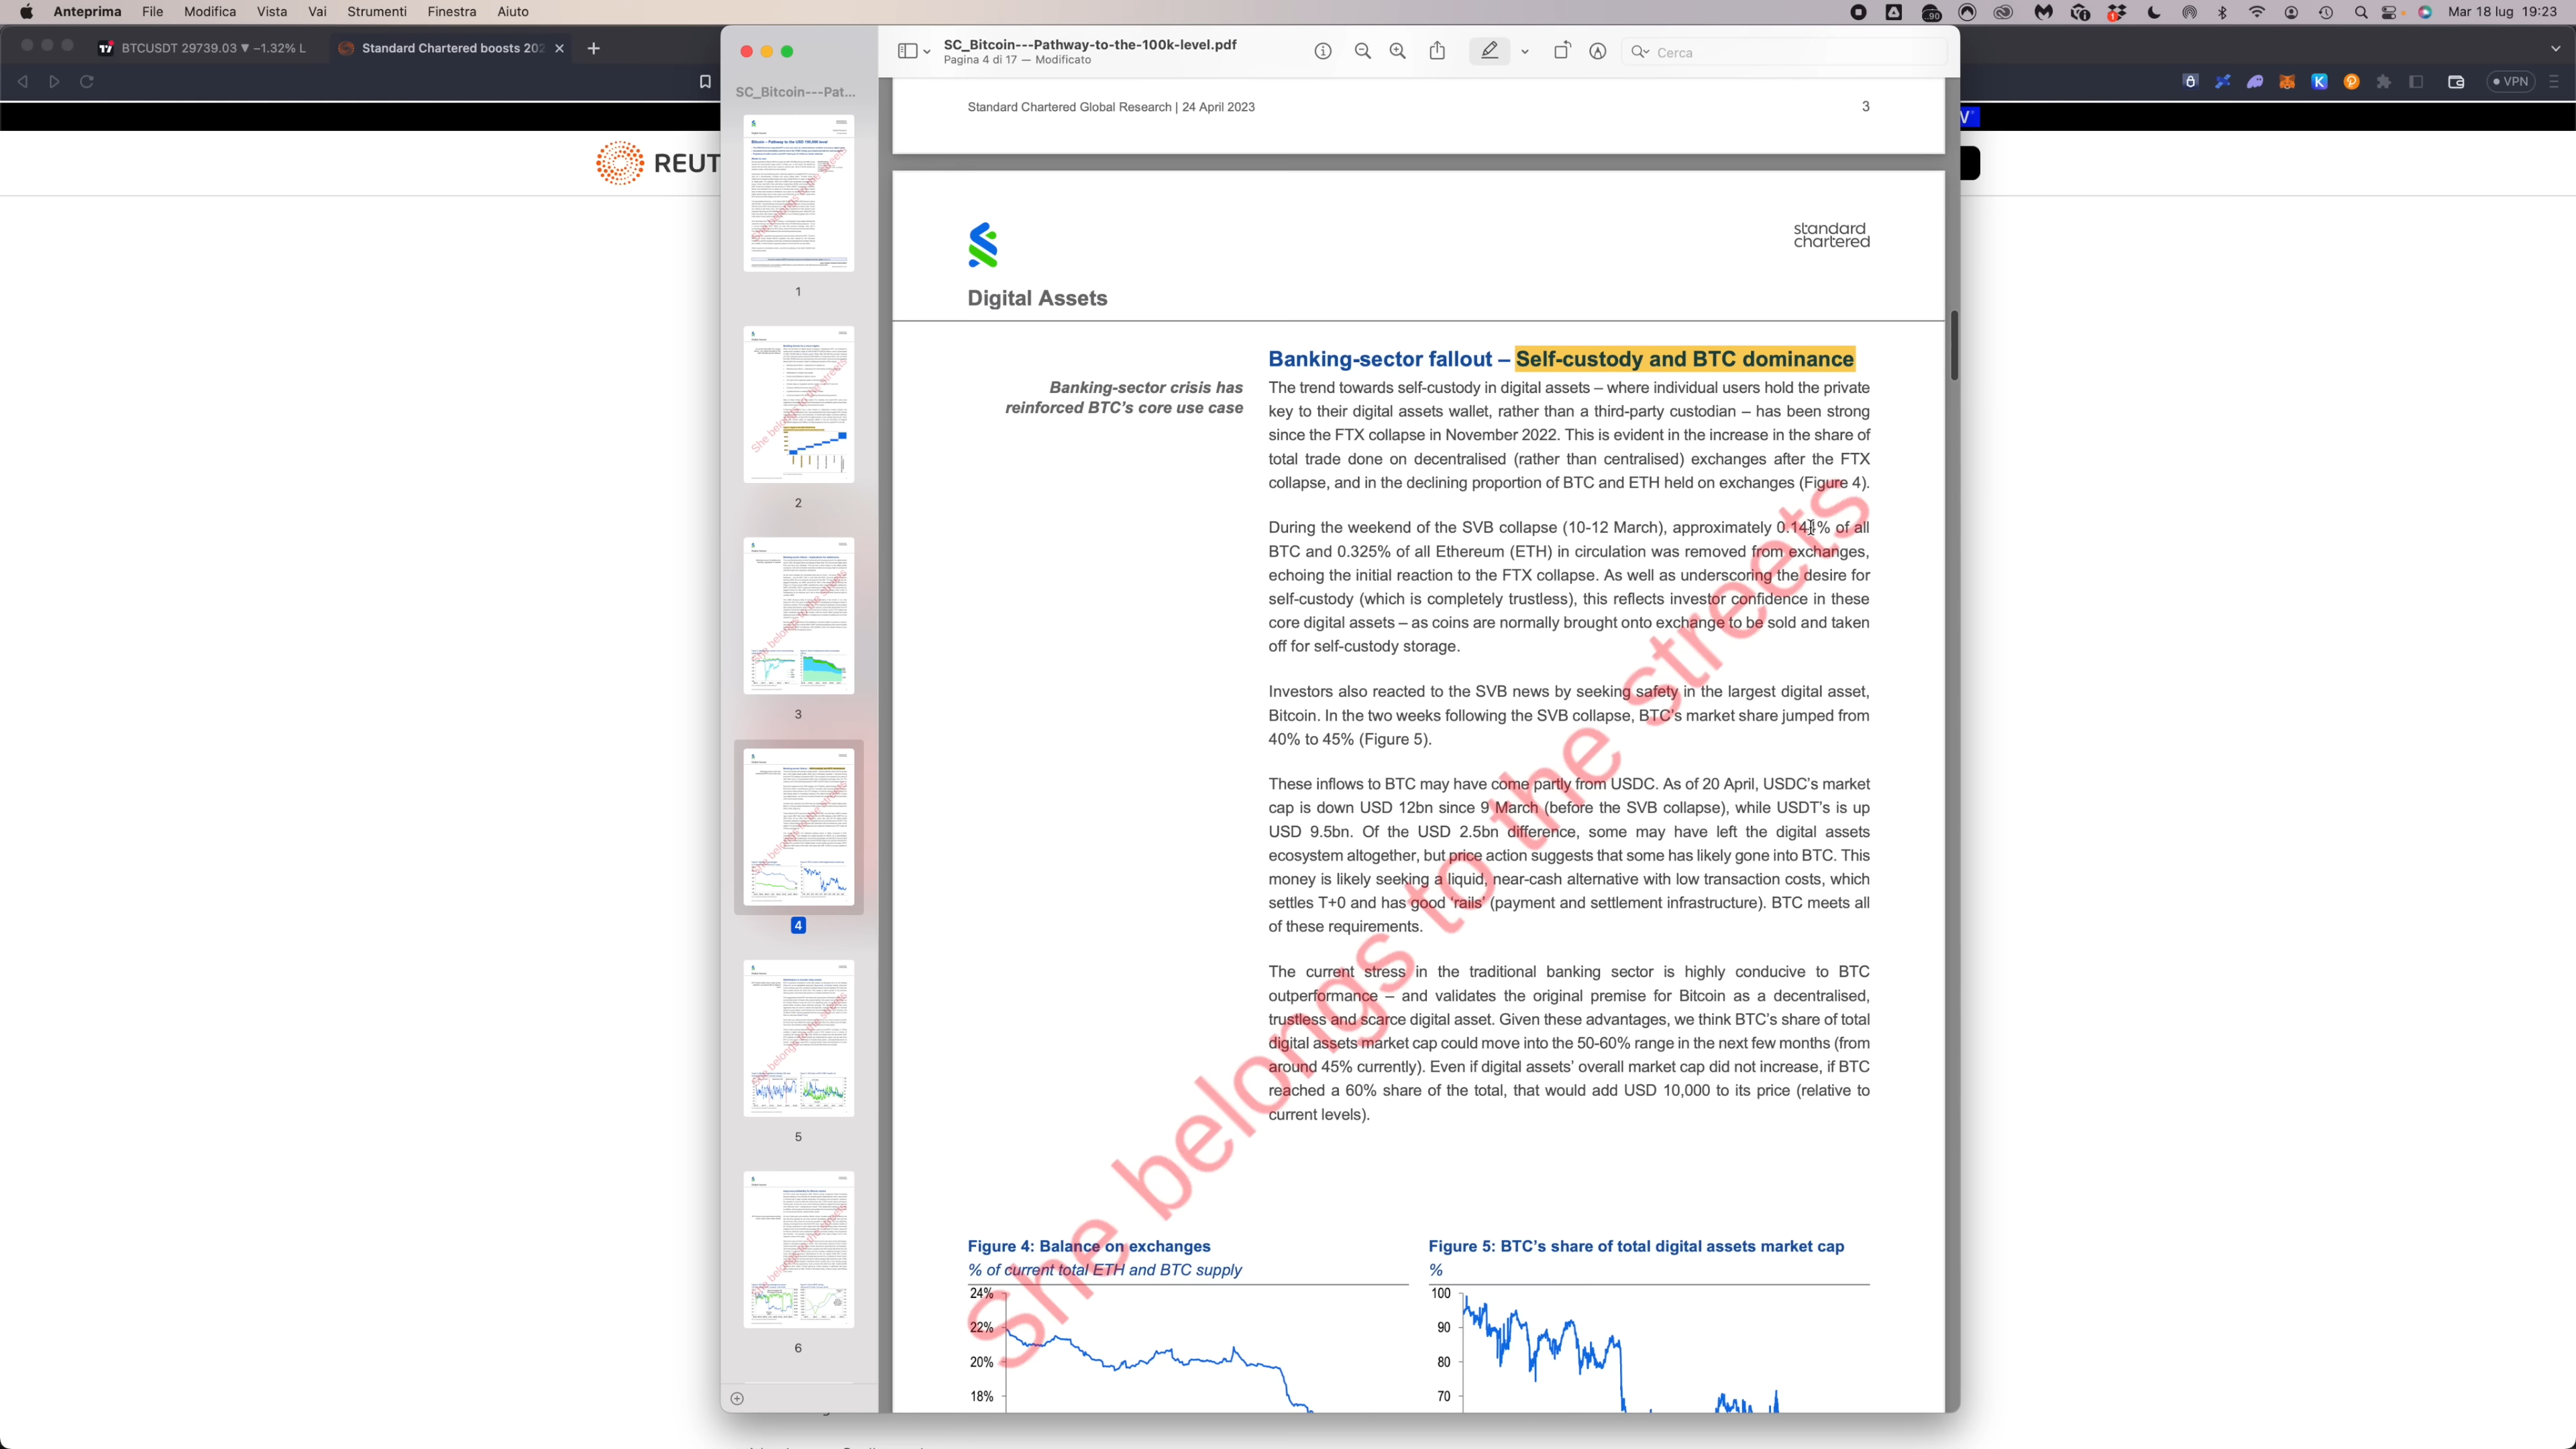 Anteprima File Modifica Vista Vai Strumenti Finestra Aiuto
Mar 18 lug 19:23
BTCUSDT 29739.03 ▼ −1.32% L
Standard Chartered boosts 202
VPN
REUT
SC_Bitcoin---Pat...
1
2
3
4
5
6
SC_Bitcoin---Pathway-to-the-100k-level.pdf
Pagina 4 di 17 — Modificato
Cerca
Standard Chartered Global Research | 24 April 2023
3
standard
chartered
Digital Assets
Banking-sector fallout – Self-custody and BTC dominance
Banking-sector crisis has
reinforced BTC’s core use case
The trend towards self-custody in digital assets – where individual users hold the private
key to their digital assets wallet, rather than a third-party custodian – has been strong
since the FTX collapse in November 2022. This is evident in the increase in the share of
total trade done on decentralised (rather than centralised) exchanges after the FTX
collapse, and in the declining proportion of BTC and ETH held on exchanges (Figure 4).
During the weekend of the SVB collapse (10-12 March), approximately of all
BTC and 0.325% of all Ethereum (ETH) in circulation was removed from exchanges,
echoing the initial reaction to the FTX collapse. As well as underscoring the desire for
self-custody (which is completely trustless), this reflects investor confidence in these
core digital assets – as coins are normally brought onto exchange to be sold and taken
off for self-custody storage.
Investors also reacted to the SVB news by seeking safety in the largest digital asset,
Bitcoin. In the two weeks following the SVB collapse, BTC’s market share jumped from
40% to 45% (Figure 5).
These inflows to BTC may have come partly from USDC. As of 20 April, USDC’s market
cap is down USD 12bn since 9 March (before the SVB collapse), while USDT’s is up
USD 9.5bn. Of the USD 2.5bn difference, some may have left the digital assets
ecosystem altogether, but price action suggests that some has likely gone into BTC. This
money is likely seeking a liquid, near-cash alternative with low transaction costs, which
settles T+0 and has good ‘rails’ (payment and settlement infrastructure). BTC meets all
of these requirements.
The current stress in the traditional banking sector is highly conducive to BTC
outperformance – and validates the original premise for Bitcoin as a decentralised,
trustless and scarce digital asset. Given these advantages, we think BTC’s share of total
digital assets market cap could move into the 50-60% range in the next few months (from
around 45% currently). Even if digital assets’ overall market cap did not increase, if BTC
reached a 60% share of the total, that would add USD 10,000 to its price (relative to
current levels).
She belongs to the streets
Figure 4: Balance on exchanges
% of current total ETH and BTC supply
24%
22%
20%
18%
Figure 5: BTC’s share of total digital assets market cap
%
100
90
80
70